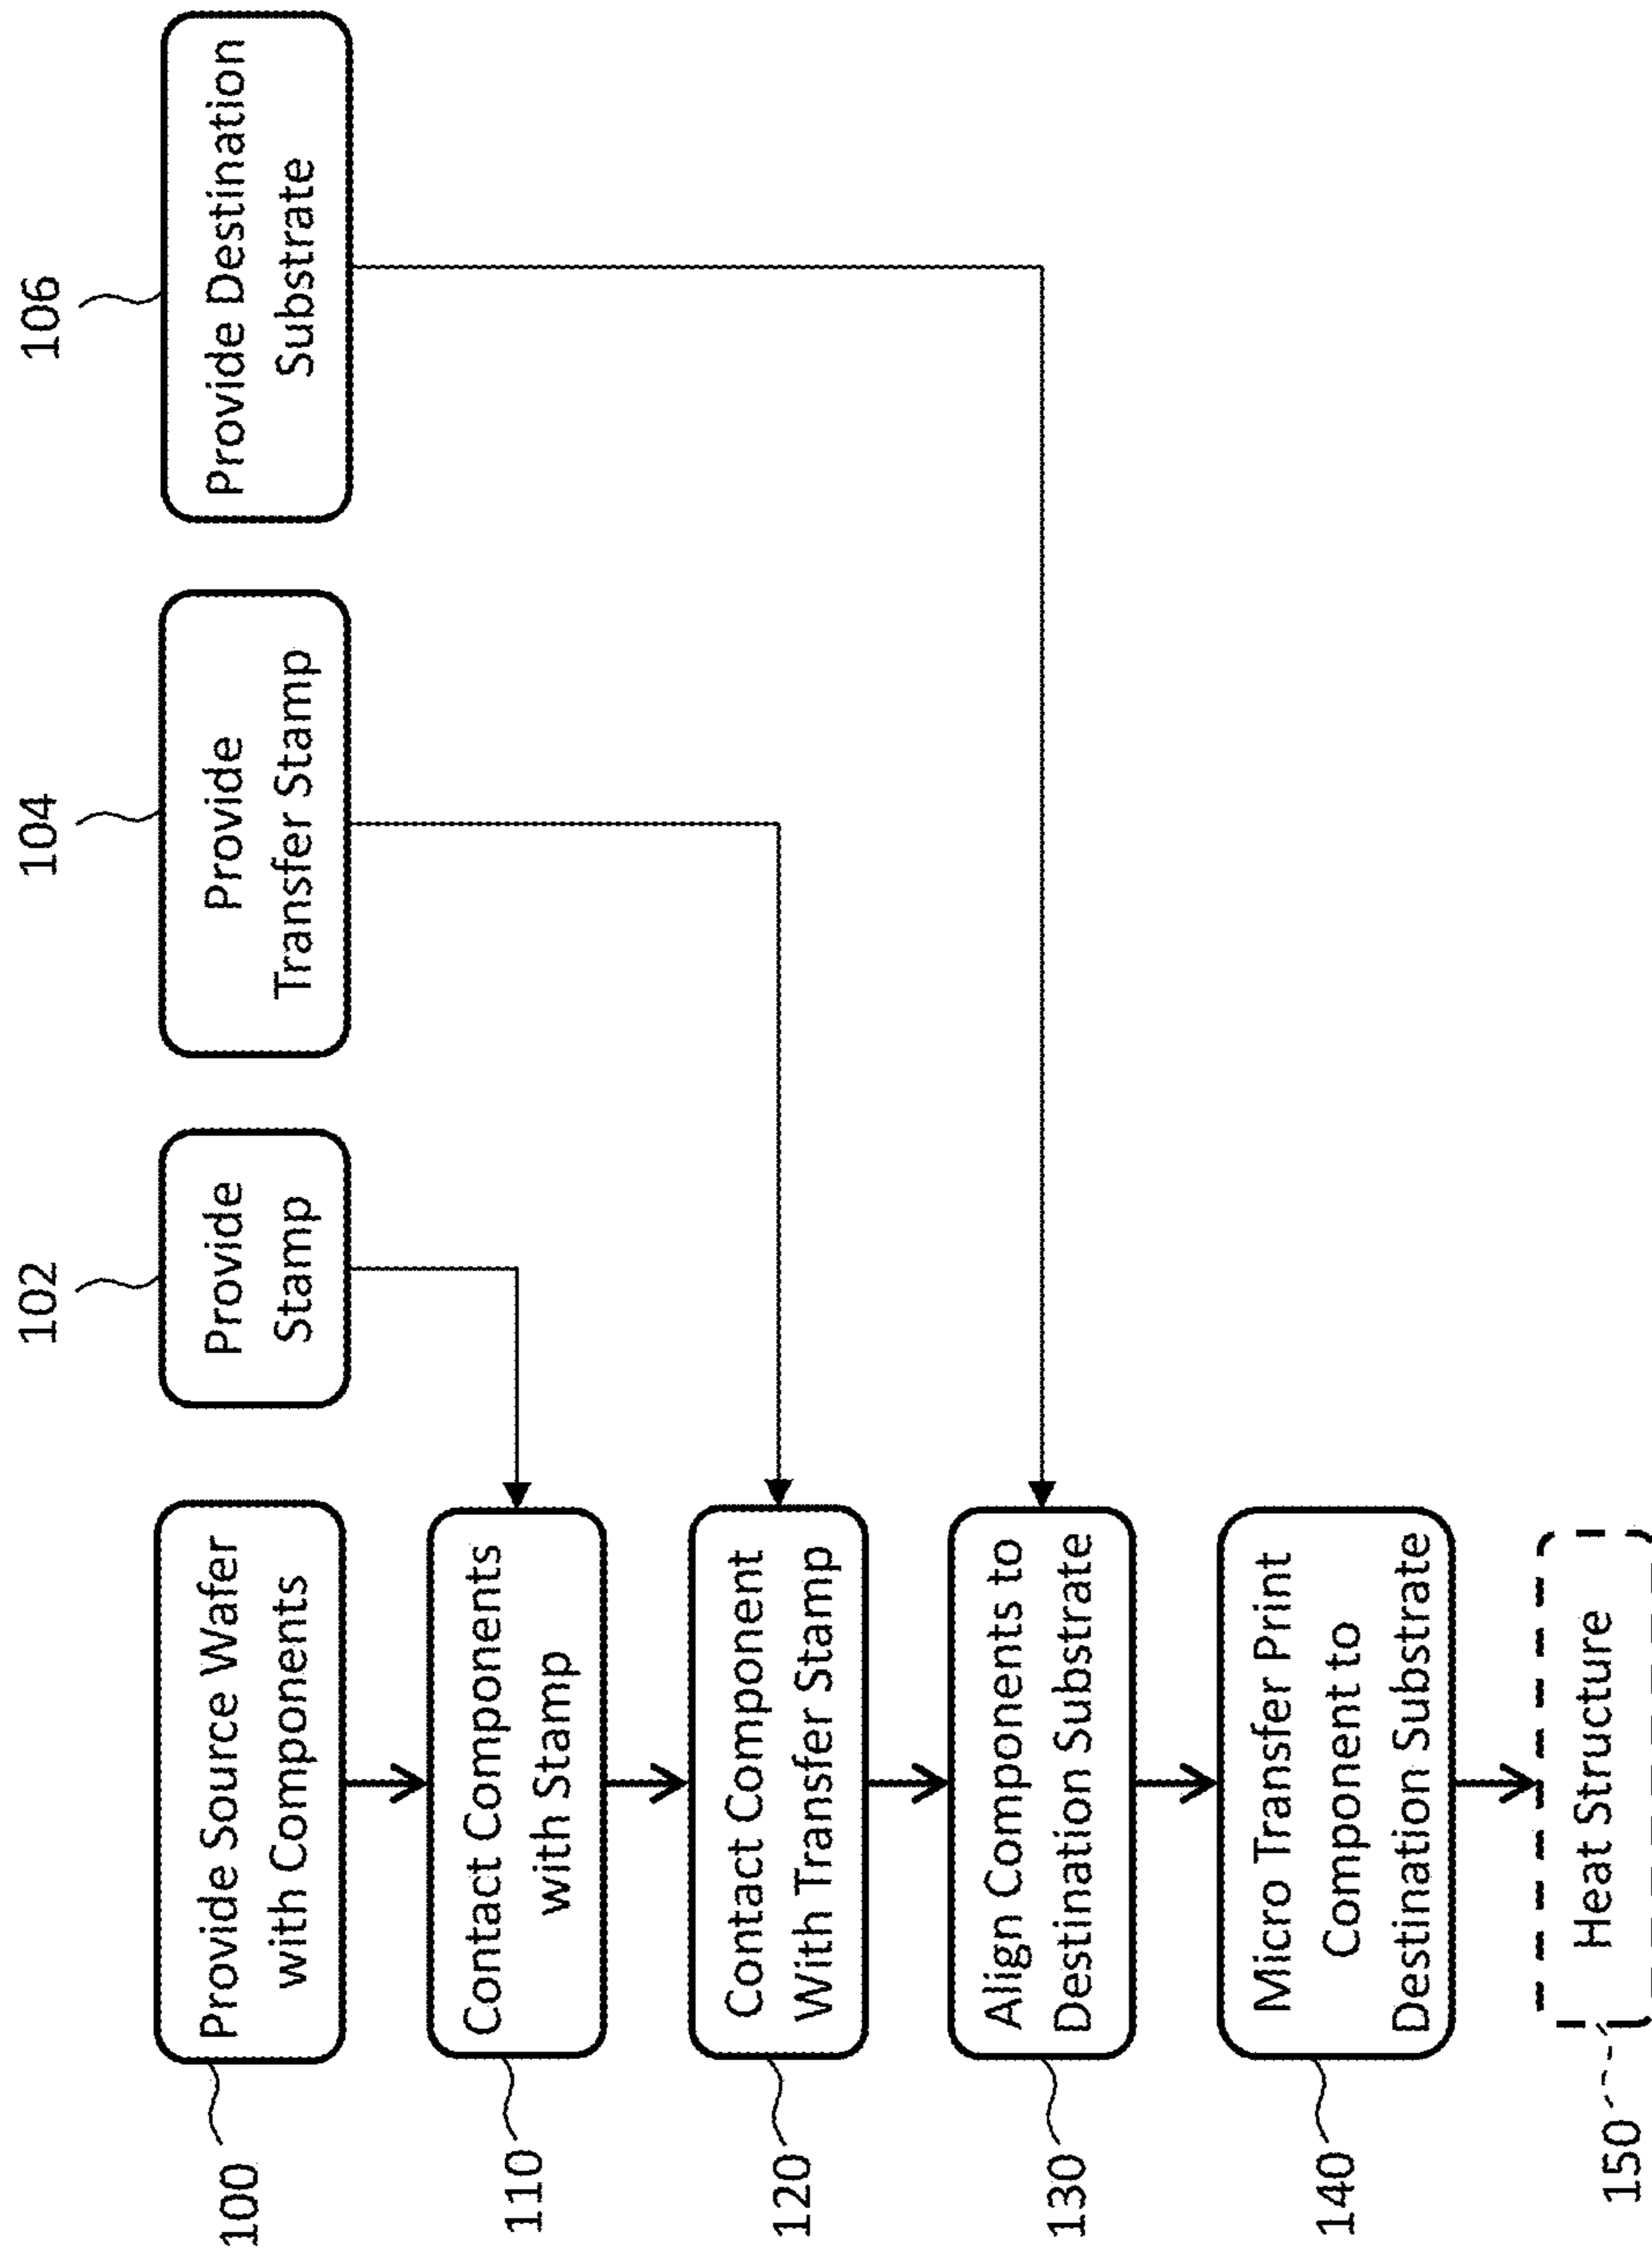 100
Provide Source Wafer
with Components
102
Provide
Stamp
104
Provide
Transfer Stamp
106
Provide Destination
Substrate
110
Contact Components
with Stamp
120
Contact Component
With Transfer Stamp
130
Align Components to
Destination Substrate
140
Micro Transfer Print
Component to
Destination Substrate
150
Heat Structure